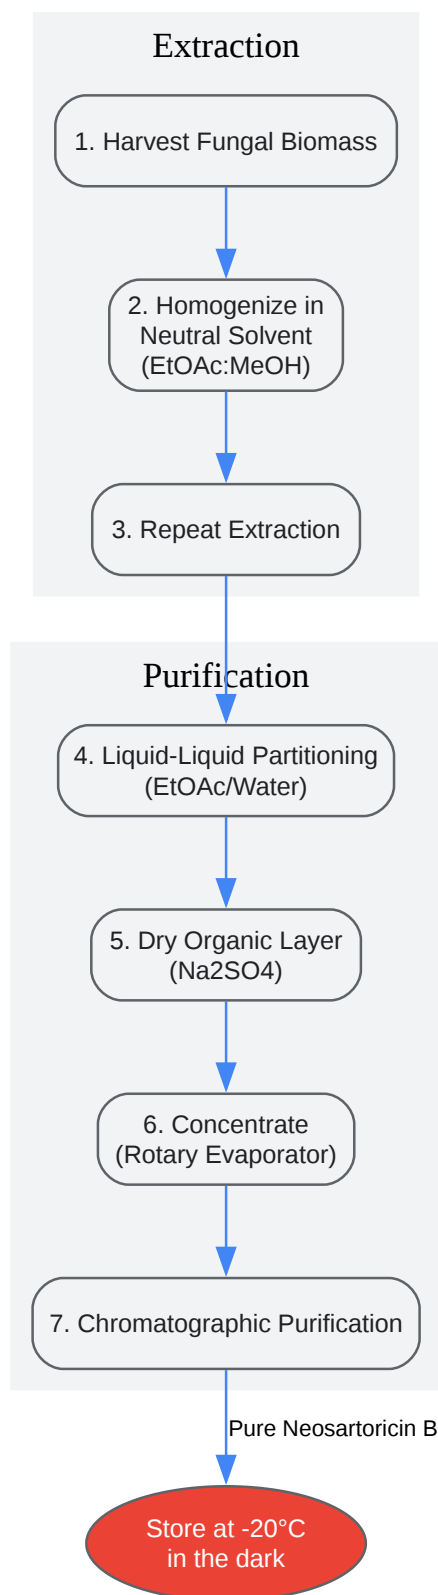 Extraction
1. Harvest Fungal Biomass
2. Homogenize in
Neutral Solvent
(EtOAc:MeOH)
3. Repeat Extraction
Purification
4. Liquid-Liquid Partitioning
(EtOAc/Water)
5. Dry Organic Layer
(Na2SO4)
6. Concentrate
(Rotary Evaporator)
7. Chromatographic Purification
Pure Neosartoricin B
Store at -20°C
in the dark